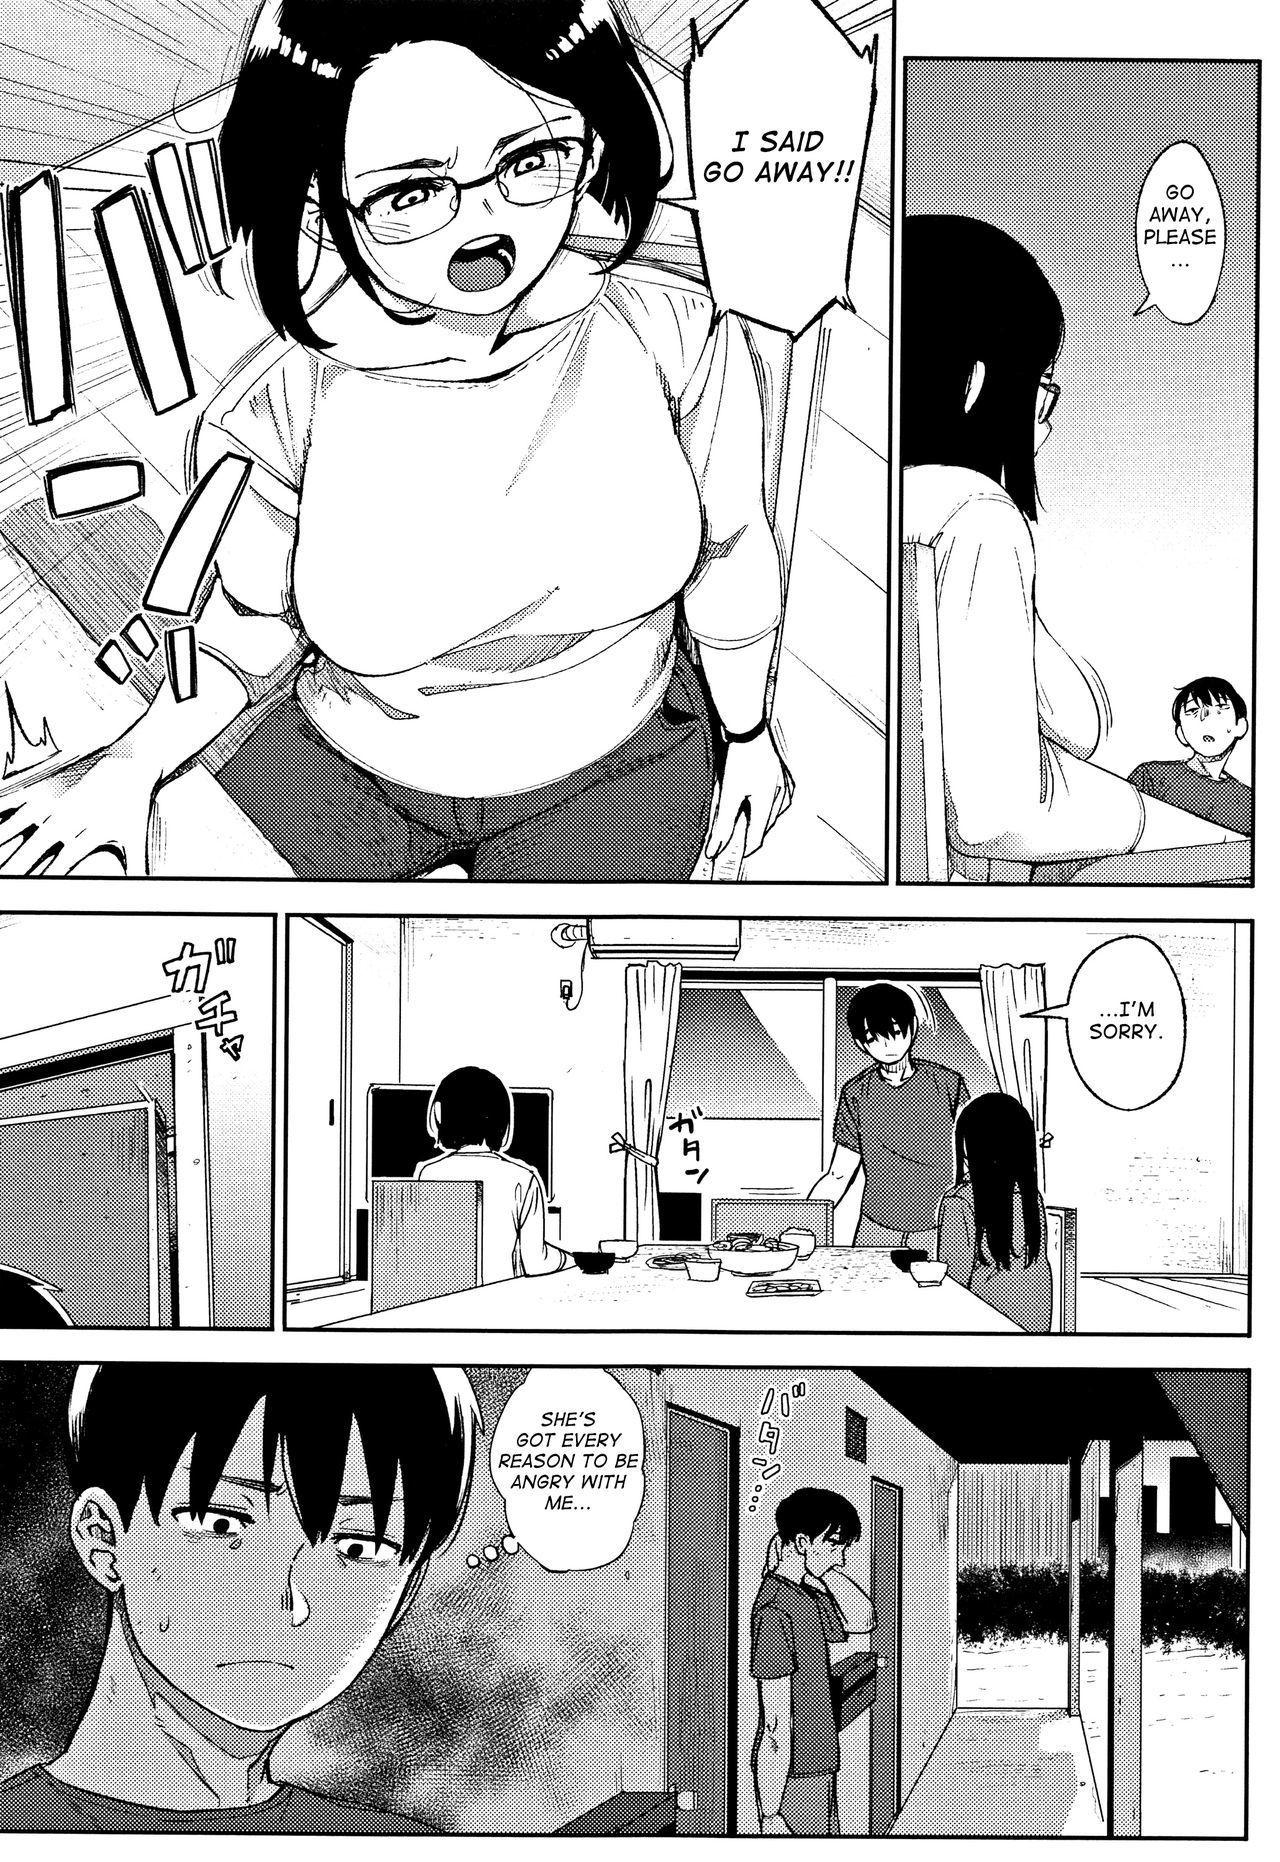 GO
AWAY,
PLEASE
...
I SAID
GO AWAY!!
...I'M
SORRY.
ガタン
ガチャ
バタン…
SHE'S
GOT EVERY
REASON TO BE
ANGRY WITH
ME...